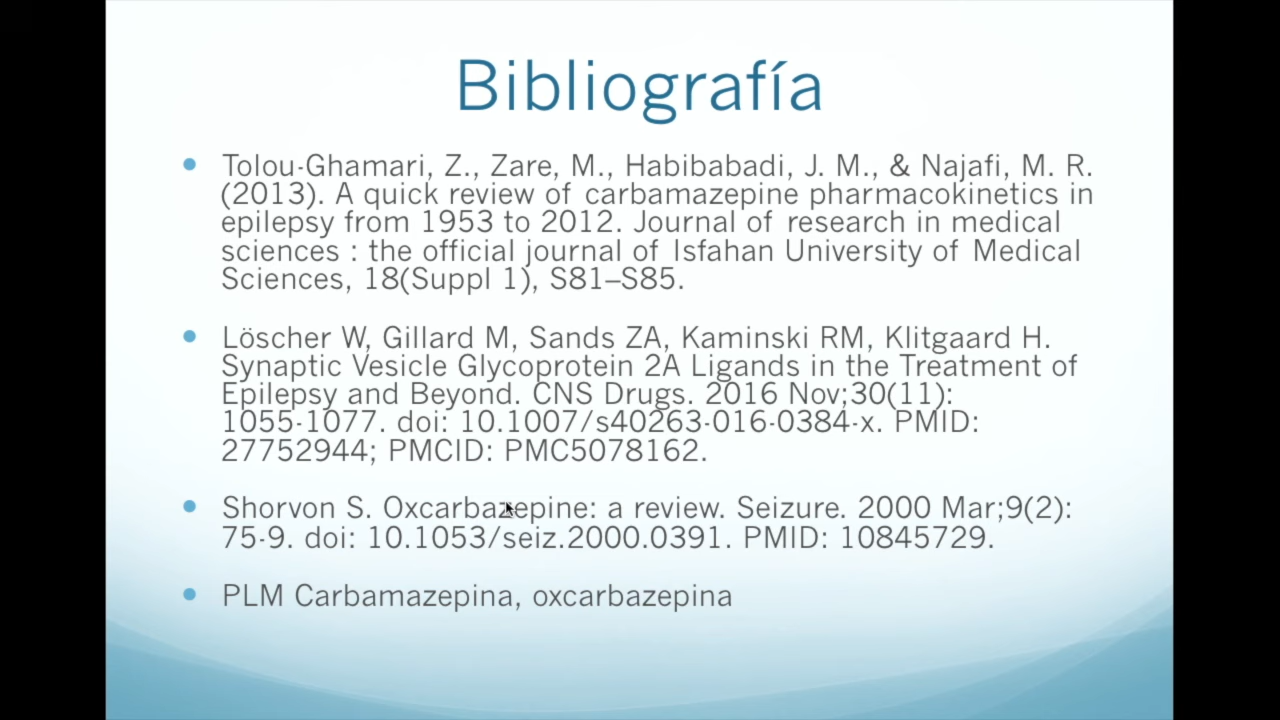 Bibliografía
Tolou-Ghamari, Z., Zare, M., Habibabadi, J. M., & Najafi, M. R.
(2013). A quick review of carbamazepine pharmacokinetics in
epilepsy from 1953 to 2012. Journal of research in medical
sciences : the official journal of Isfahan University of Medical
Sciences, 18(Suppl 1), S81–S85.
Löscher W, Gillard M, Sands ZA, Kaminski RM, Klitgaard H.
Synaptic Vesicle Glycoprotein 2A Ligands in the Treatment of
Epilepsy and Beyond. CNS Drugs. 2016 Nov;30(11):
1055-1077. doi: 10.1007/s40263-016-0384-x. PMID:
27752944; PMCID: PMC5078162.
Shorvon S. Oxcarbazepine: a review. Seizure. 2000 Mar;9(2):
75-9. doi: 10.1053/seiz.2000.0391. PMID: 10845729.
PLM Carbamazepina, oxcarbazepina